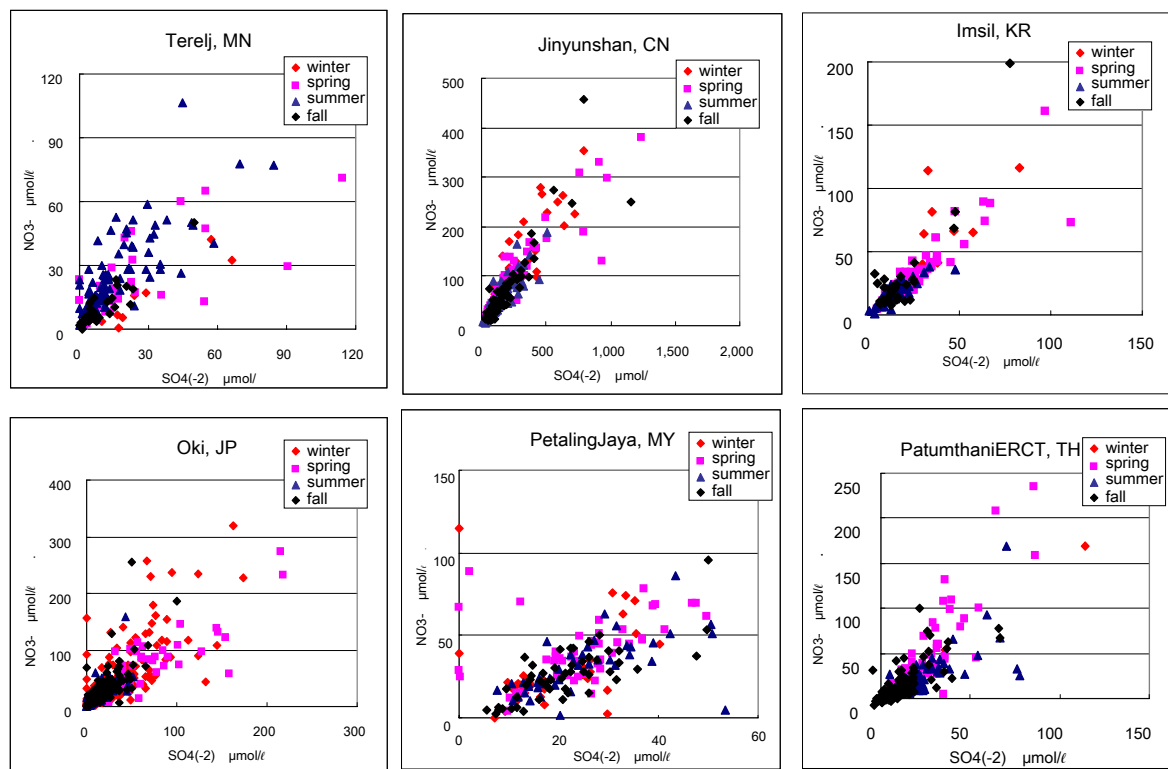 Terelj, MN
winter
spring
summer
fall
120
90
60
30
0
0 30 60 90 120
NO3- µmol/ℓ
SO4(-2) µmol/
Jinyunshan, CN
winter
spring
summer
fall
500
400
300
200
100
0
0 500 1,000 1,500 2,000
NO3- µmol/ℓ
SO4(-2) µmol/
Imsil, KR
winter
spring
summer
fall
200
150
100
50
0
0 50 100 150
NO3- µmol/ℓ
SO4(-2) µmol/ℓ
Oki, JP
winter
spring
summer
fall
400
300
200
100
0
0 100 200 300
NO3- µmol/ℓ
SO4(-2) µmol/ℓ
PetalingJaya, MY
winter
spring
summer
fall
150
100
50
0
0 20 40 60
NO3- µmol/ℓ
SO4(-2) µmol/ℓ
PatumthaniERCT, TH
winter
spring
summer
fall
250
200
150
100
50
0
0 50 100 150
NO3- µmol/ℓ
SO4(-2) µmol/ℓ